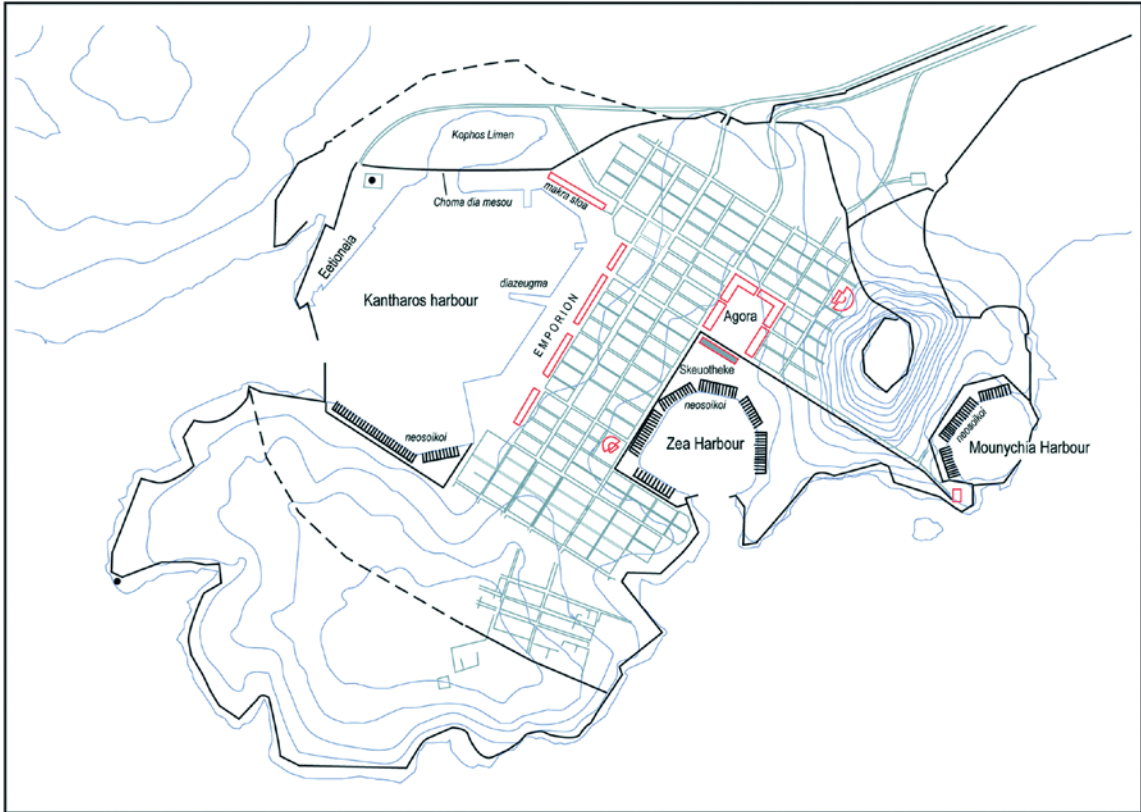 Kophos Limen
makra stoa
Choma dia mesou
Eetioneia
diazeugma
Kantharos harbour
EMPORION
Agora
Skeuotheke
neosoikoi
neosoikoi
neosoikoi
Zea Harbour
Mounychia Harbour